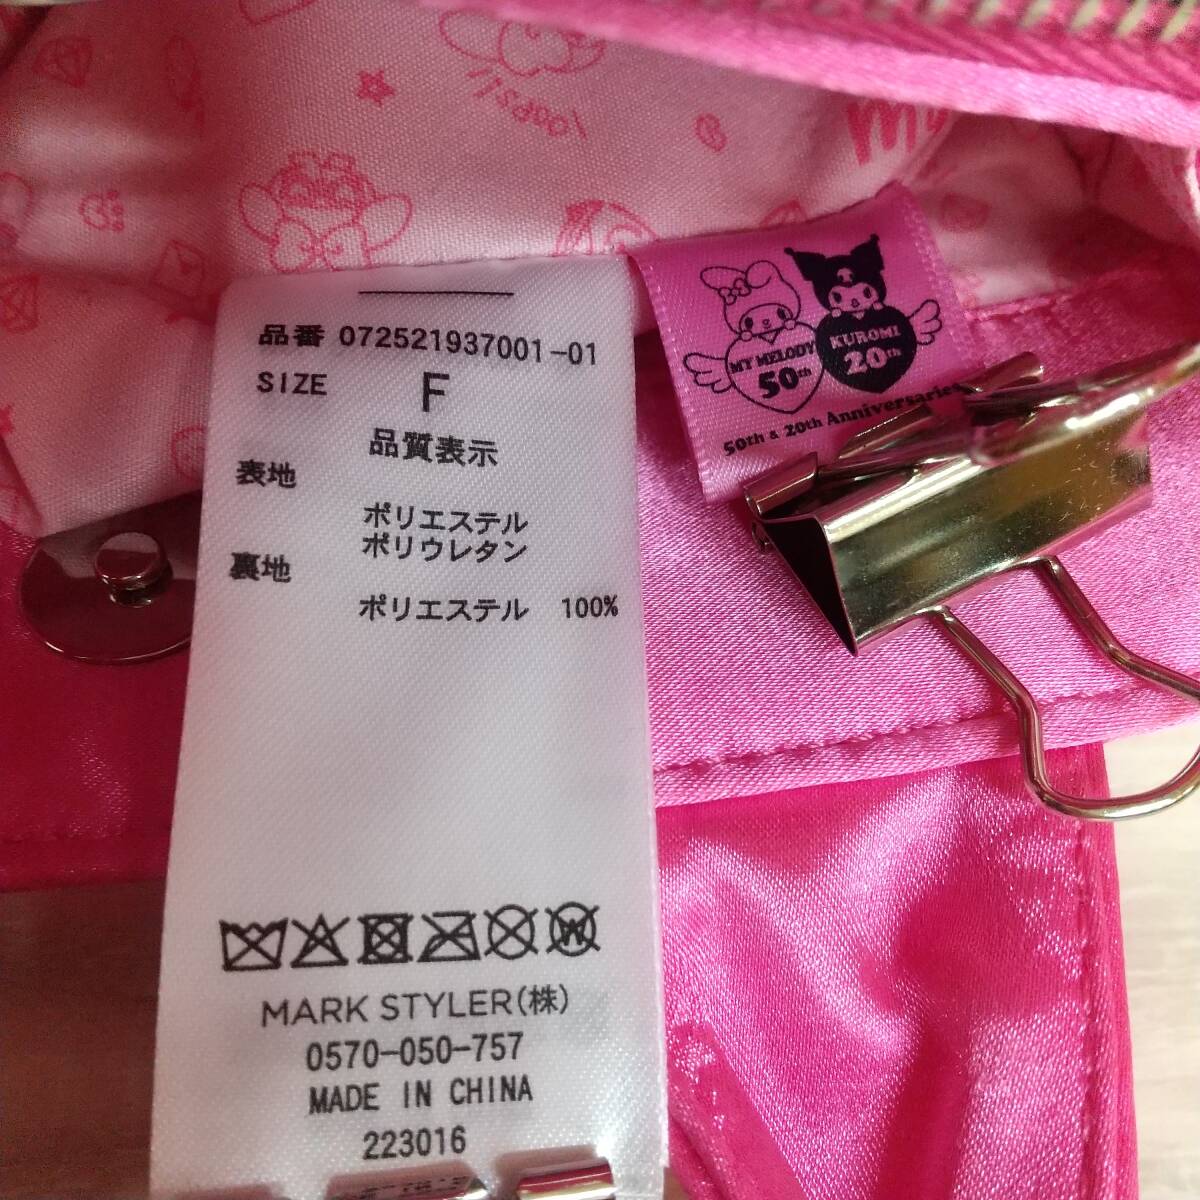 oops!
my
品番 072521937001-01
SIZE F
品質表示
表地
ポリエステル
ポリウレタン
裏地
ポリエステル 100%
MARK STYLER(株)
0570-050-757
MADE IN CHINA
223016
MY MELODY
50th
KUROMI
20th
50th & 20th Anniversaries